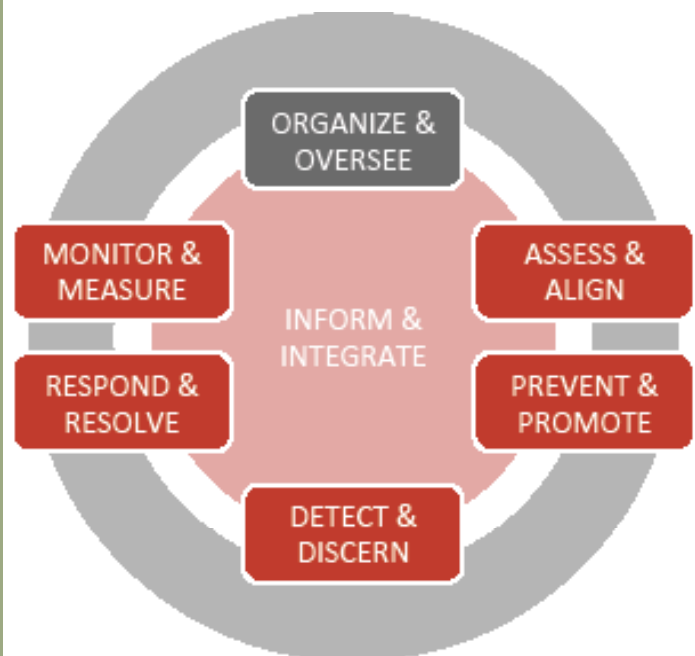 ORGANIZE &
OVERSEE
MONITOR &
MEASURE
ASSESS &
ALIGN
INFORM &
INTEGRATE
RESPOND &
RESOLVE
PREVENT &
PROMOTE
DETECT &
DISCERN